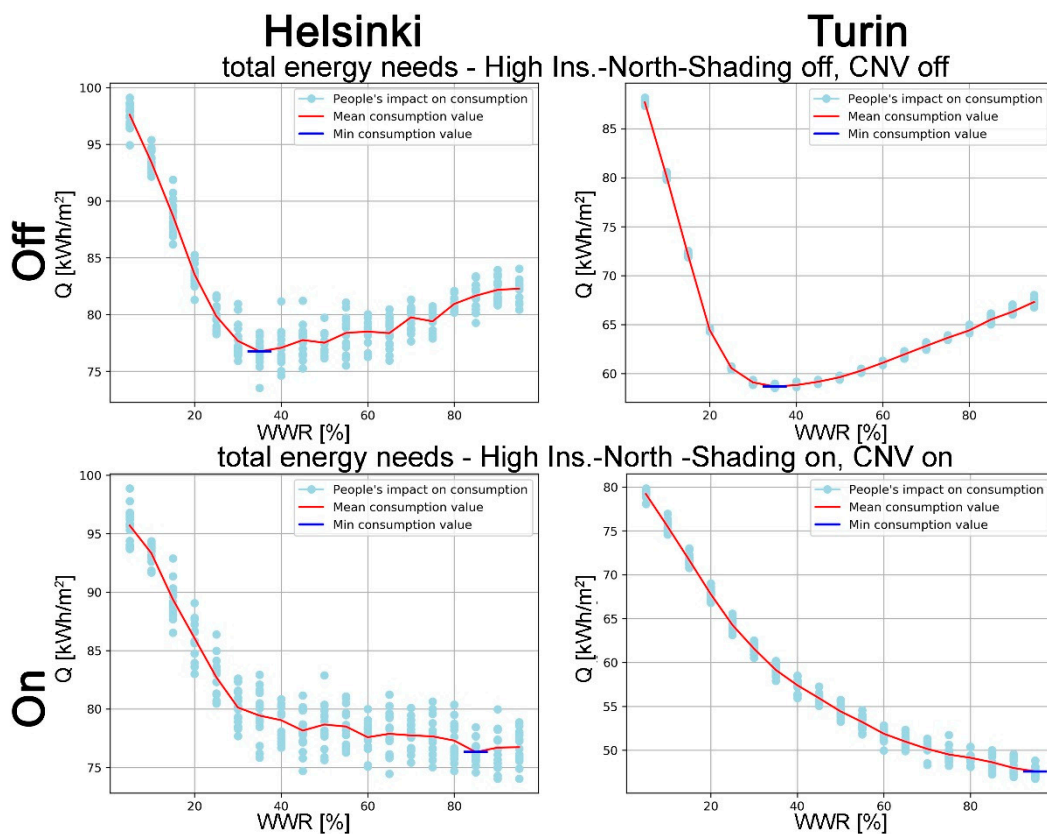 Helsinki
Turin
total energy needs - High Ins.-North-Shading off, CNV off
Off
Q [kWh/m²]
100
95
90
85
80
75
People's impact on consumption
Mean consumption value
Min consumption value
20
40
60
80
WWR [%]
Q [kWh/m²]
85
80
75
70
65
60
People's impact on consumption
Mean consumption value
Min consumption value
20
40
60
80
WWR [%]
total energy needs - High Ins.-North -Shading on, CNV on
On
Q [kWh/m²]
100
95
90
85
80
75
People's impact on consumption
Mean consumption value
Min consumption value
20
40
60
80
WWR [%]
Q [kWh/m²]
80
75
70
65
60
55
50
People's impact on consumption
Mean consumption value
Min consumption value
20
40
60
80
WWR [%]